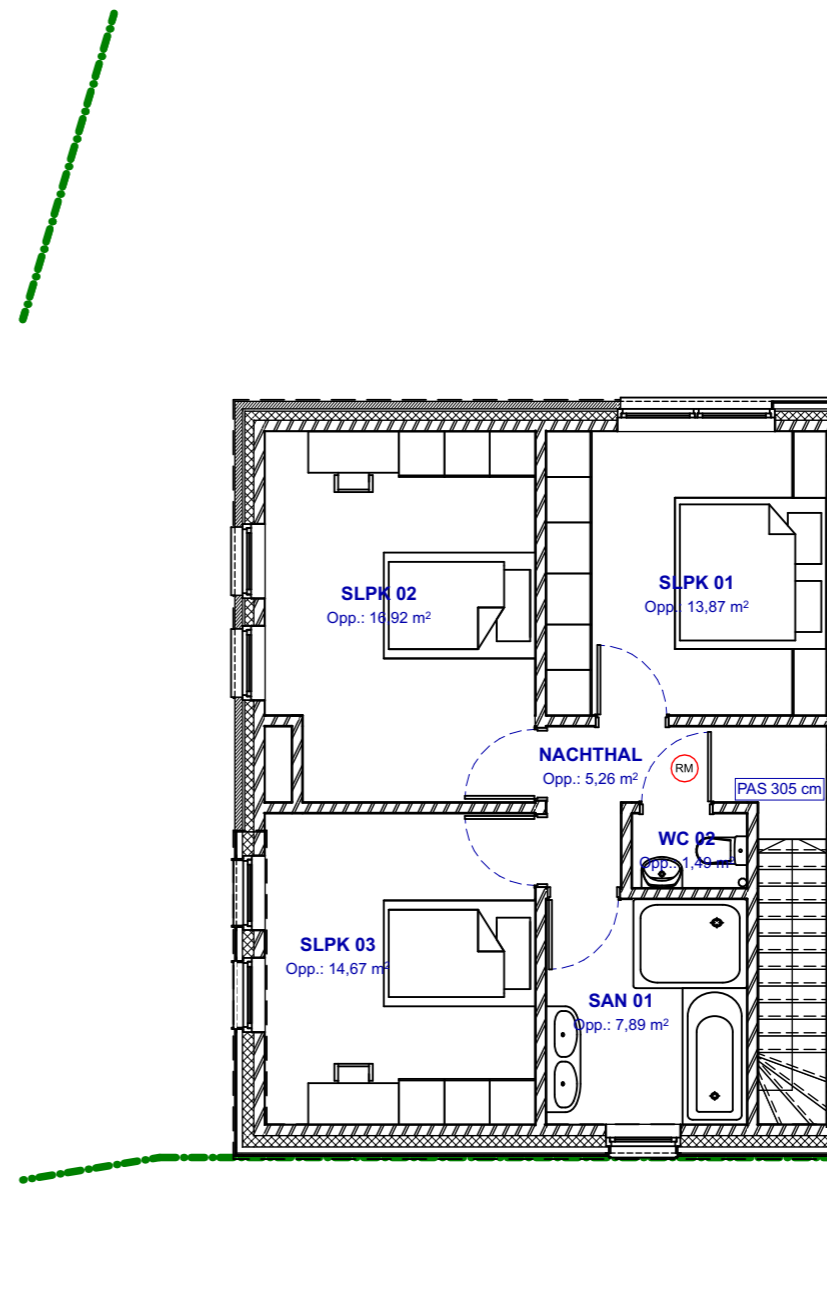 SLPK 02
Opp.: 16,92 m²
SLPK 01
Opp.: 13,87 m²
NACHTHAL
Opp.: 5,26 m²
RM
PAS 305 cm
WC 02
Opp.: 1,49 m²
SLPK 03
Opp.: 14,67 m²
SAN 01
Opp.: 7,89 m²